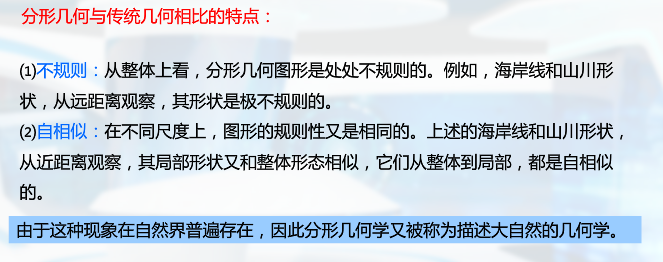 分形几何与传统几何相比的特点：
⑴不规则：从整体上看，分形几何图形是处处不规则的。例如，海岸线和山川形
状，从远距离观察，其形状是极不规则的。
⑵自相似：在不同尺度上，图形的规则性又是相同的。上述的海岸线和山川形状，
从近距离观察，其局部形状又和整体形态相似，它们从整体到局部，都是自相似
的。
由于这种现象在自然界普遍存在，因此分形几何学又被称为描述大自然的几何学。